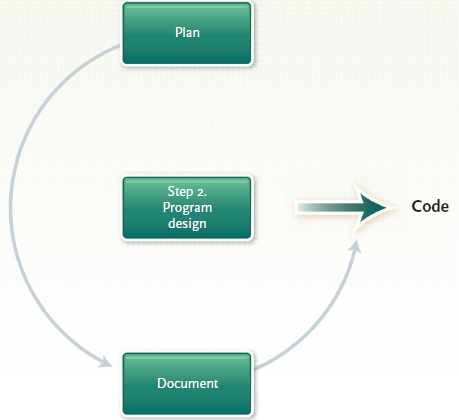 Plan
Step 2.
Program
design
Code
Document